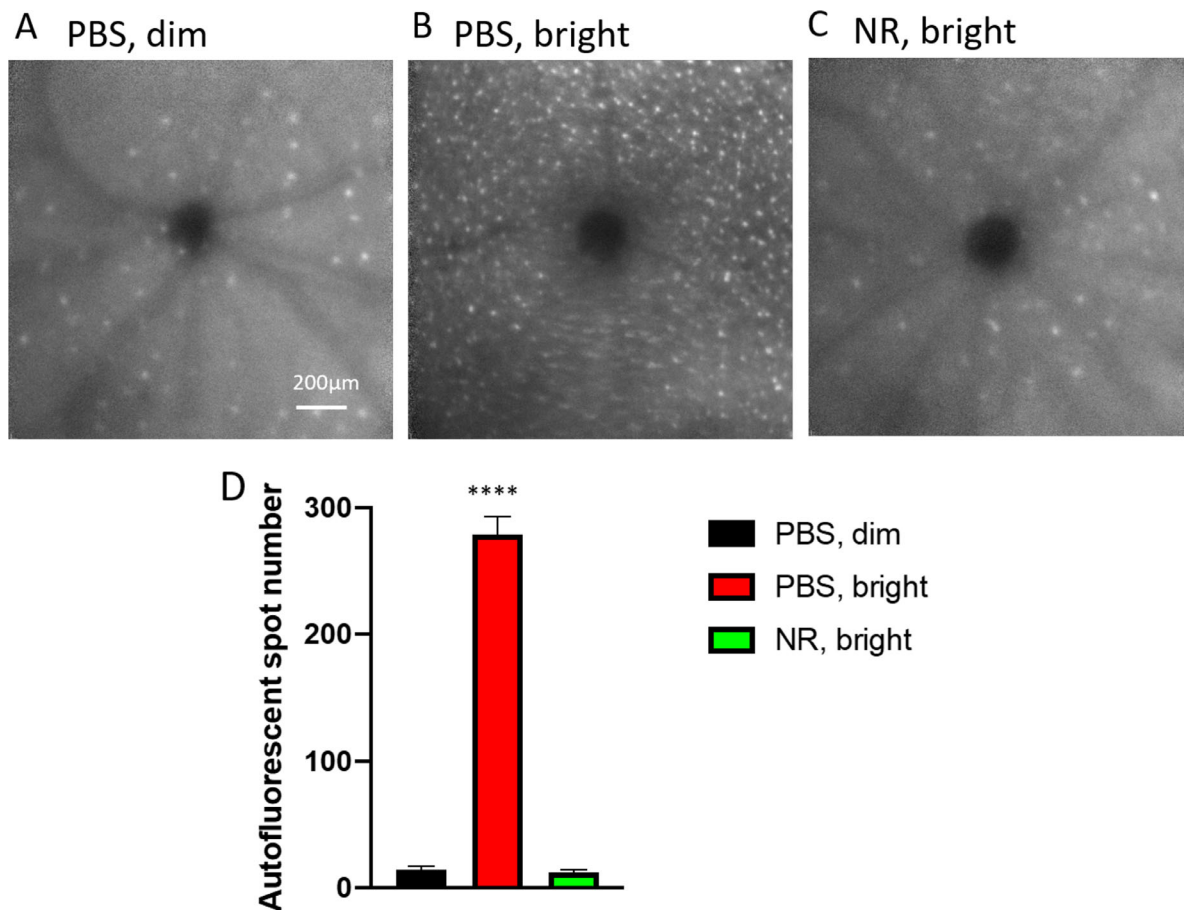 A PBS, dim
B PBS, bright
C NR, bright
200µm
D
Autofluorescent spot number
300
200
100
0
****
PBS, dim
PBS, bright
NR, bright